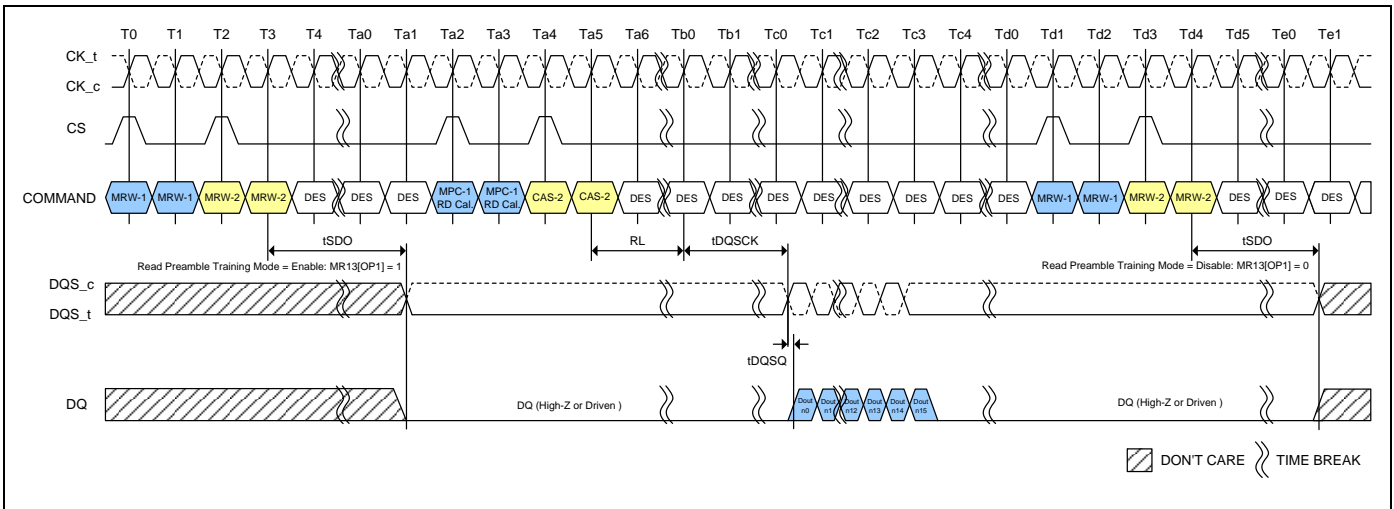 T0 T1 T2 T3 T4 Ta0 Ta1 Ta2 Ta3 Ta4 Ta5 Ta6 Tb0 Tb1 Tc0 Tc1 Tc2 Tc3 Tc4 Td0 Td1 Td2 Td3 Td4 Td5 Te0 Te1
CK_t
CK_c
CS
COMMAND MRW-1 MRW-1 MRW-2 MRW-2 DES DES DES MPC-1 RD Cal. MPC-1 RD Cal. CAS-2 CAS-2 DES DES DES DES DES DES DES DES DES MRW-1 MRW-1 MRW-2 MRW-2 DES DES DES
tSDO RL tDQSCK tSDO
Read Preamble Training Mode = Enable: MR13[OP1] = 1 Read Preamble Training Mode = Disable: MR13[OP1] = 0
DQS_c
DQS_t
tDQSQ
DQ DQ (High-Z or Driven ) Dout n0 Dout n1 Dout n12 Dout n13 Dout n14 Dout n15 DQ (High-Z or Driven )
DON'T CARE TIME BREAK